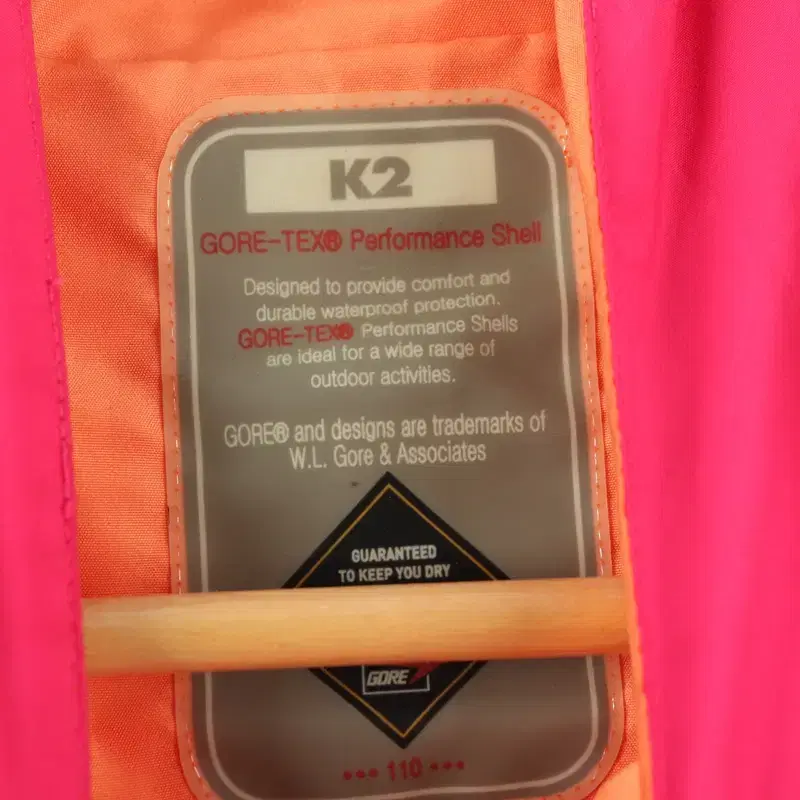 K2
GORE-TEX® Performance Shell
Designed to provide comfort and
durable waterproof protection.
GORE-TEX® Performance Shells
are ideal for a wide range of
outdoor activities.
GORE® and designs are trademarks of
W.L. Gore & Associates
GUARANTEED
TO KEEP YOU DRY
GORE
••• 110 •••